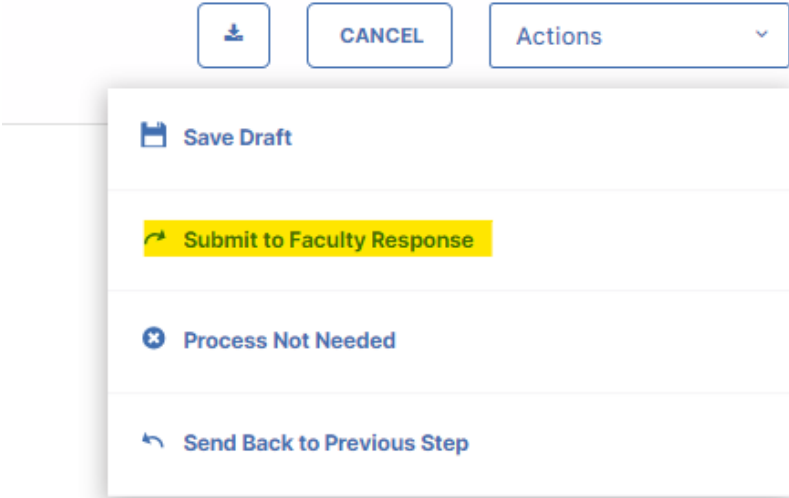 CANCEL
Actions
Save Draft
Submit to Faculty Response
Process Not Needed
Send Back to Previous Step